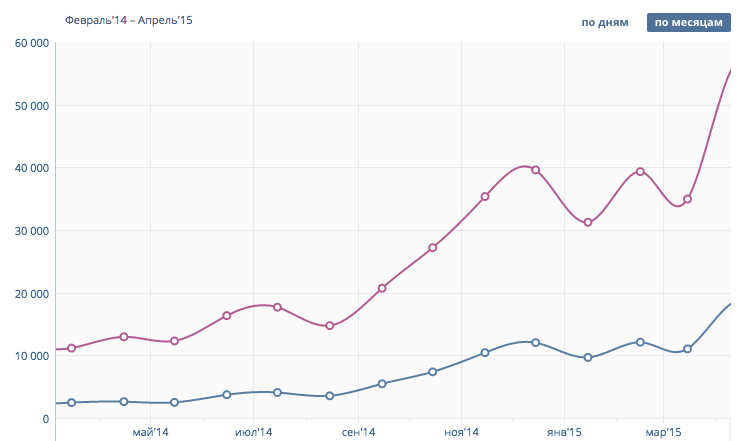 Февраль'14 – Апрель'15
по дням
по месяцам
60 000
50 000
40 000
30 000
20 000
10 000
0
май'14
июл'14
сен'14
ноя'14
янв'15
мар'15